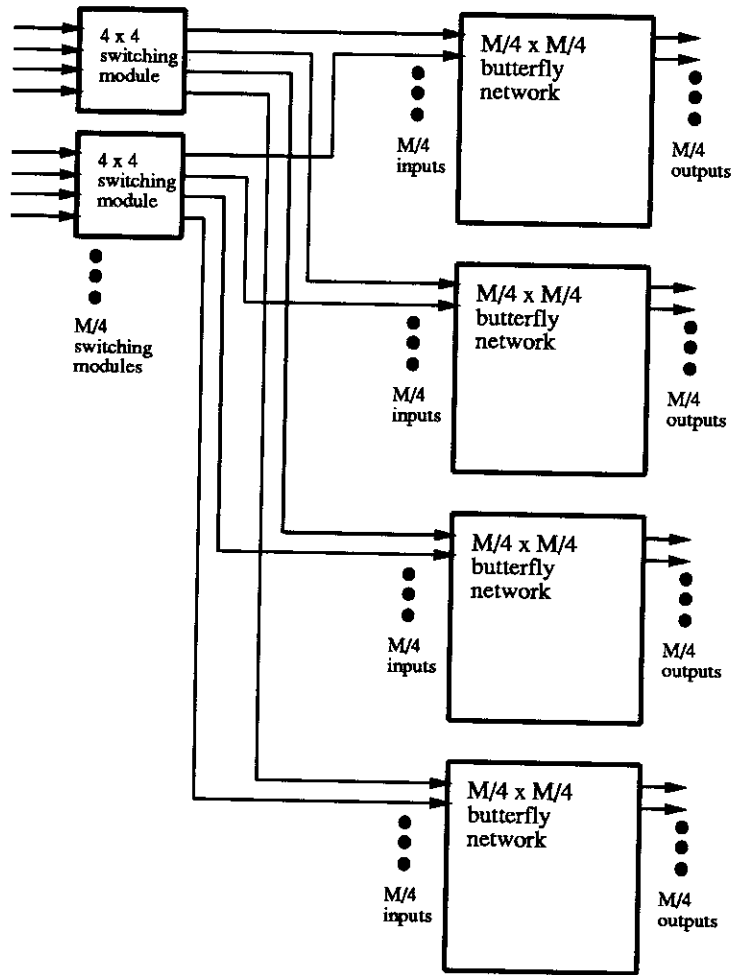 4 x 4
switching
module
M/4 x M/4
butterfly
network
M/4
inputs
M/4
outputs
4 x 4
switching
module
M/4
switching
modules
M/4 x M/4
butterfly
network
M/4
inputs
M/4
outputs
M/4 x M/4
butterfly
network
M/4
inputs
M/4
outputs
M/4 x M/4
butterfly
network
M/4
inputs
M/4
outputs